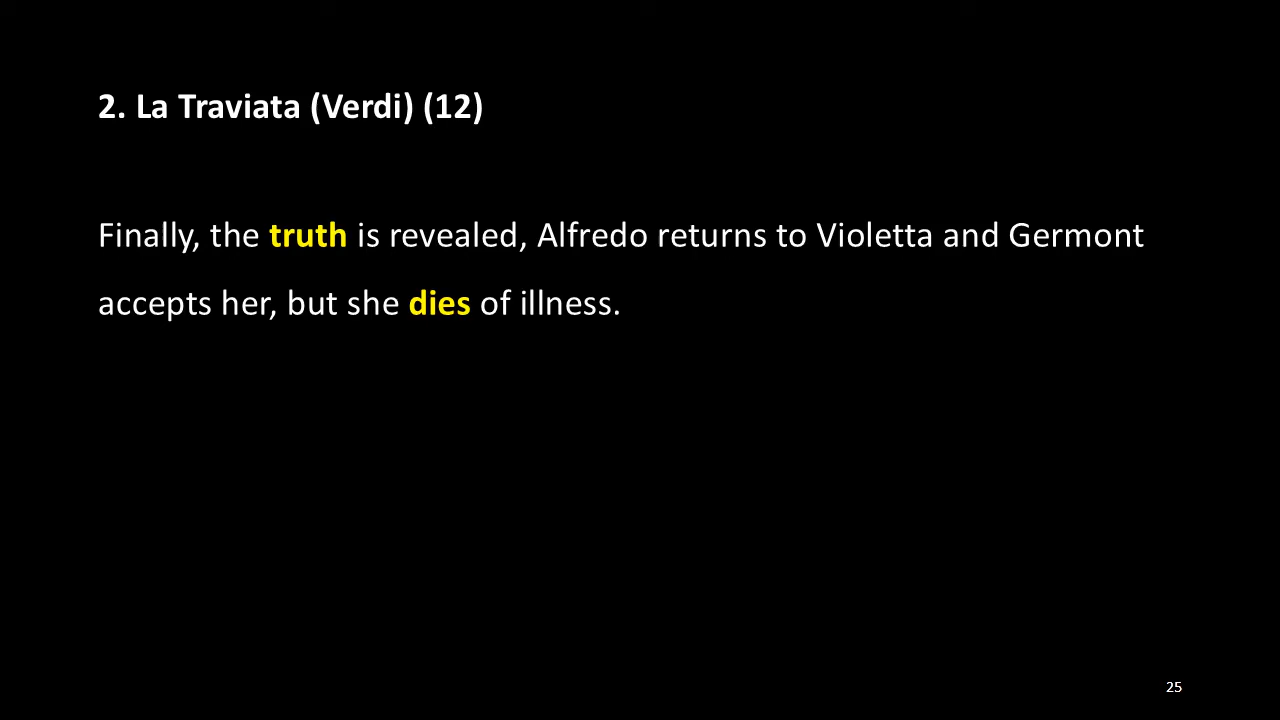 2. La Traviata (Verdi) (12)
Finally, the truth is revealed, Alfredo returns to Violetta and Germont
accepts her, but she dies of illness.
25